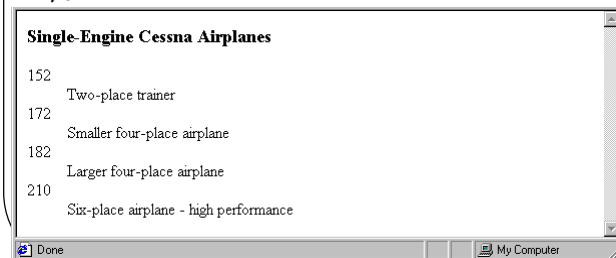 Single-Engine Cessna Airplanes
152
Two-place trainer
172
Smaller four-place airplane
182
Larger four-place airplane
210
Six-place airplane - high performance
Done
My Computer